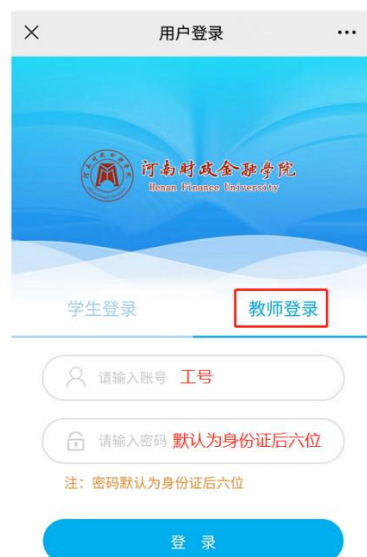 用户登录
河南财政金融学院
Henan Finance University
学生登录 教师登录
请输入账号 工号
请输入密码 默认为身份证后六位
注：密码默认为身份证后六位
登 录